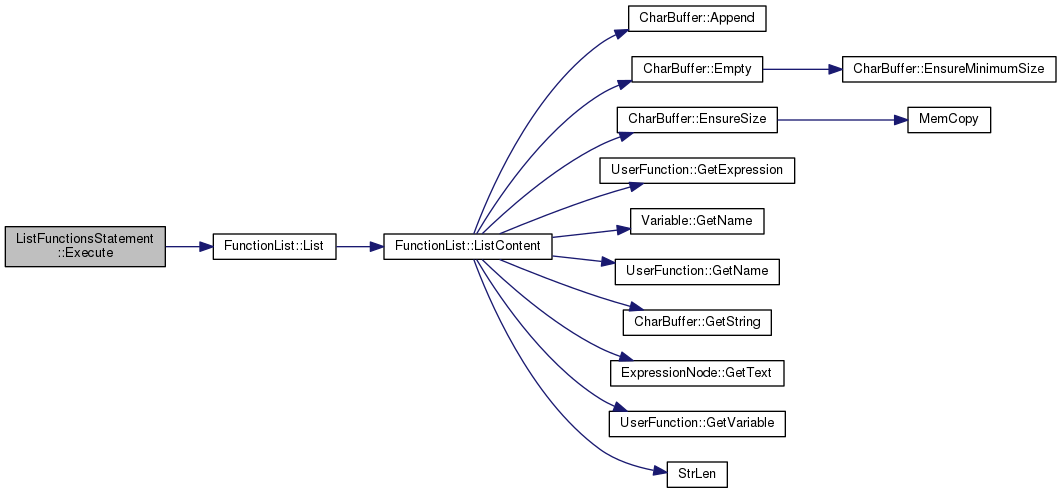 ListFunctionsStatement
::Execute
FunctionList::List
FunctionList::ListContent
CharBuffer::Append
CharBuffer::Empty
CharBuffer::EnsureMinimumSize
CharBuffer::EnsureSize
MemCopy
UserFunction::GetExpression
Variable::GetName
UserFunction::GetName
CharBuffer::GetString
ExpressionNode::GetText
UserFunction::GetVariable
StrLen